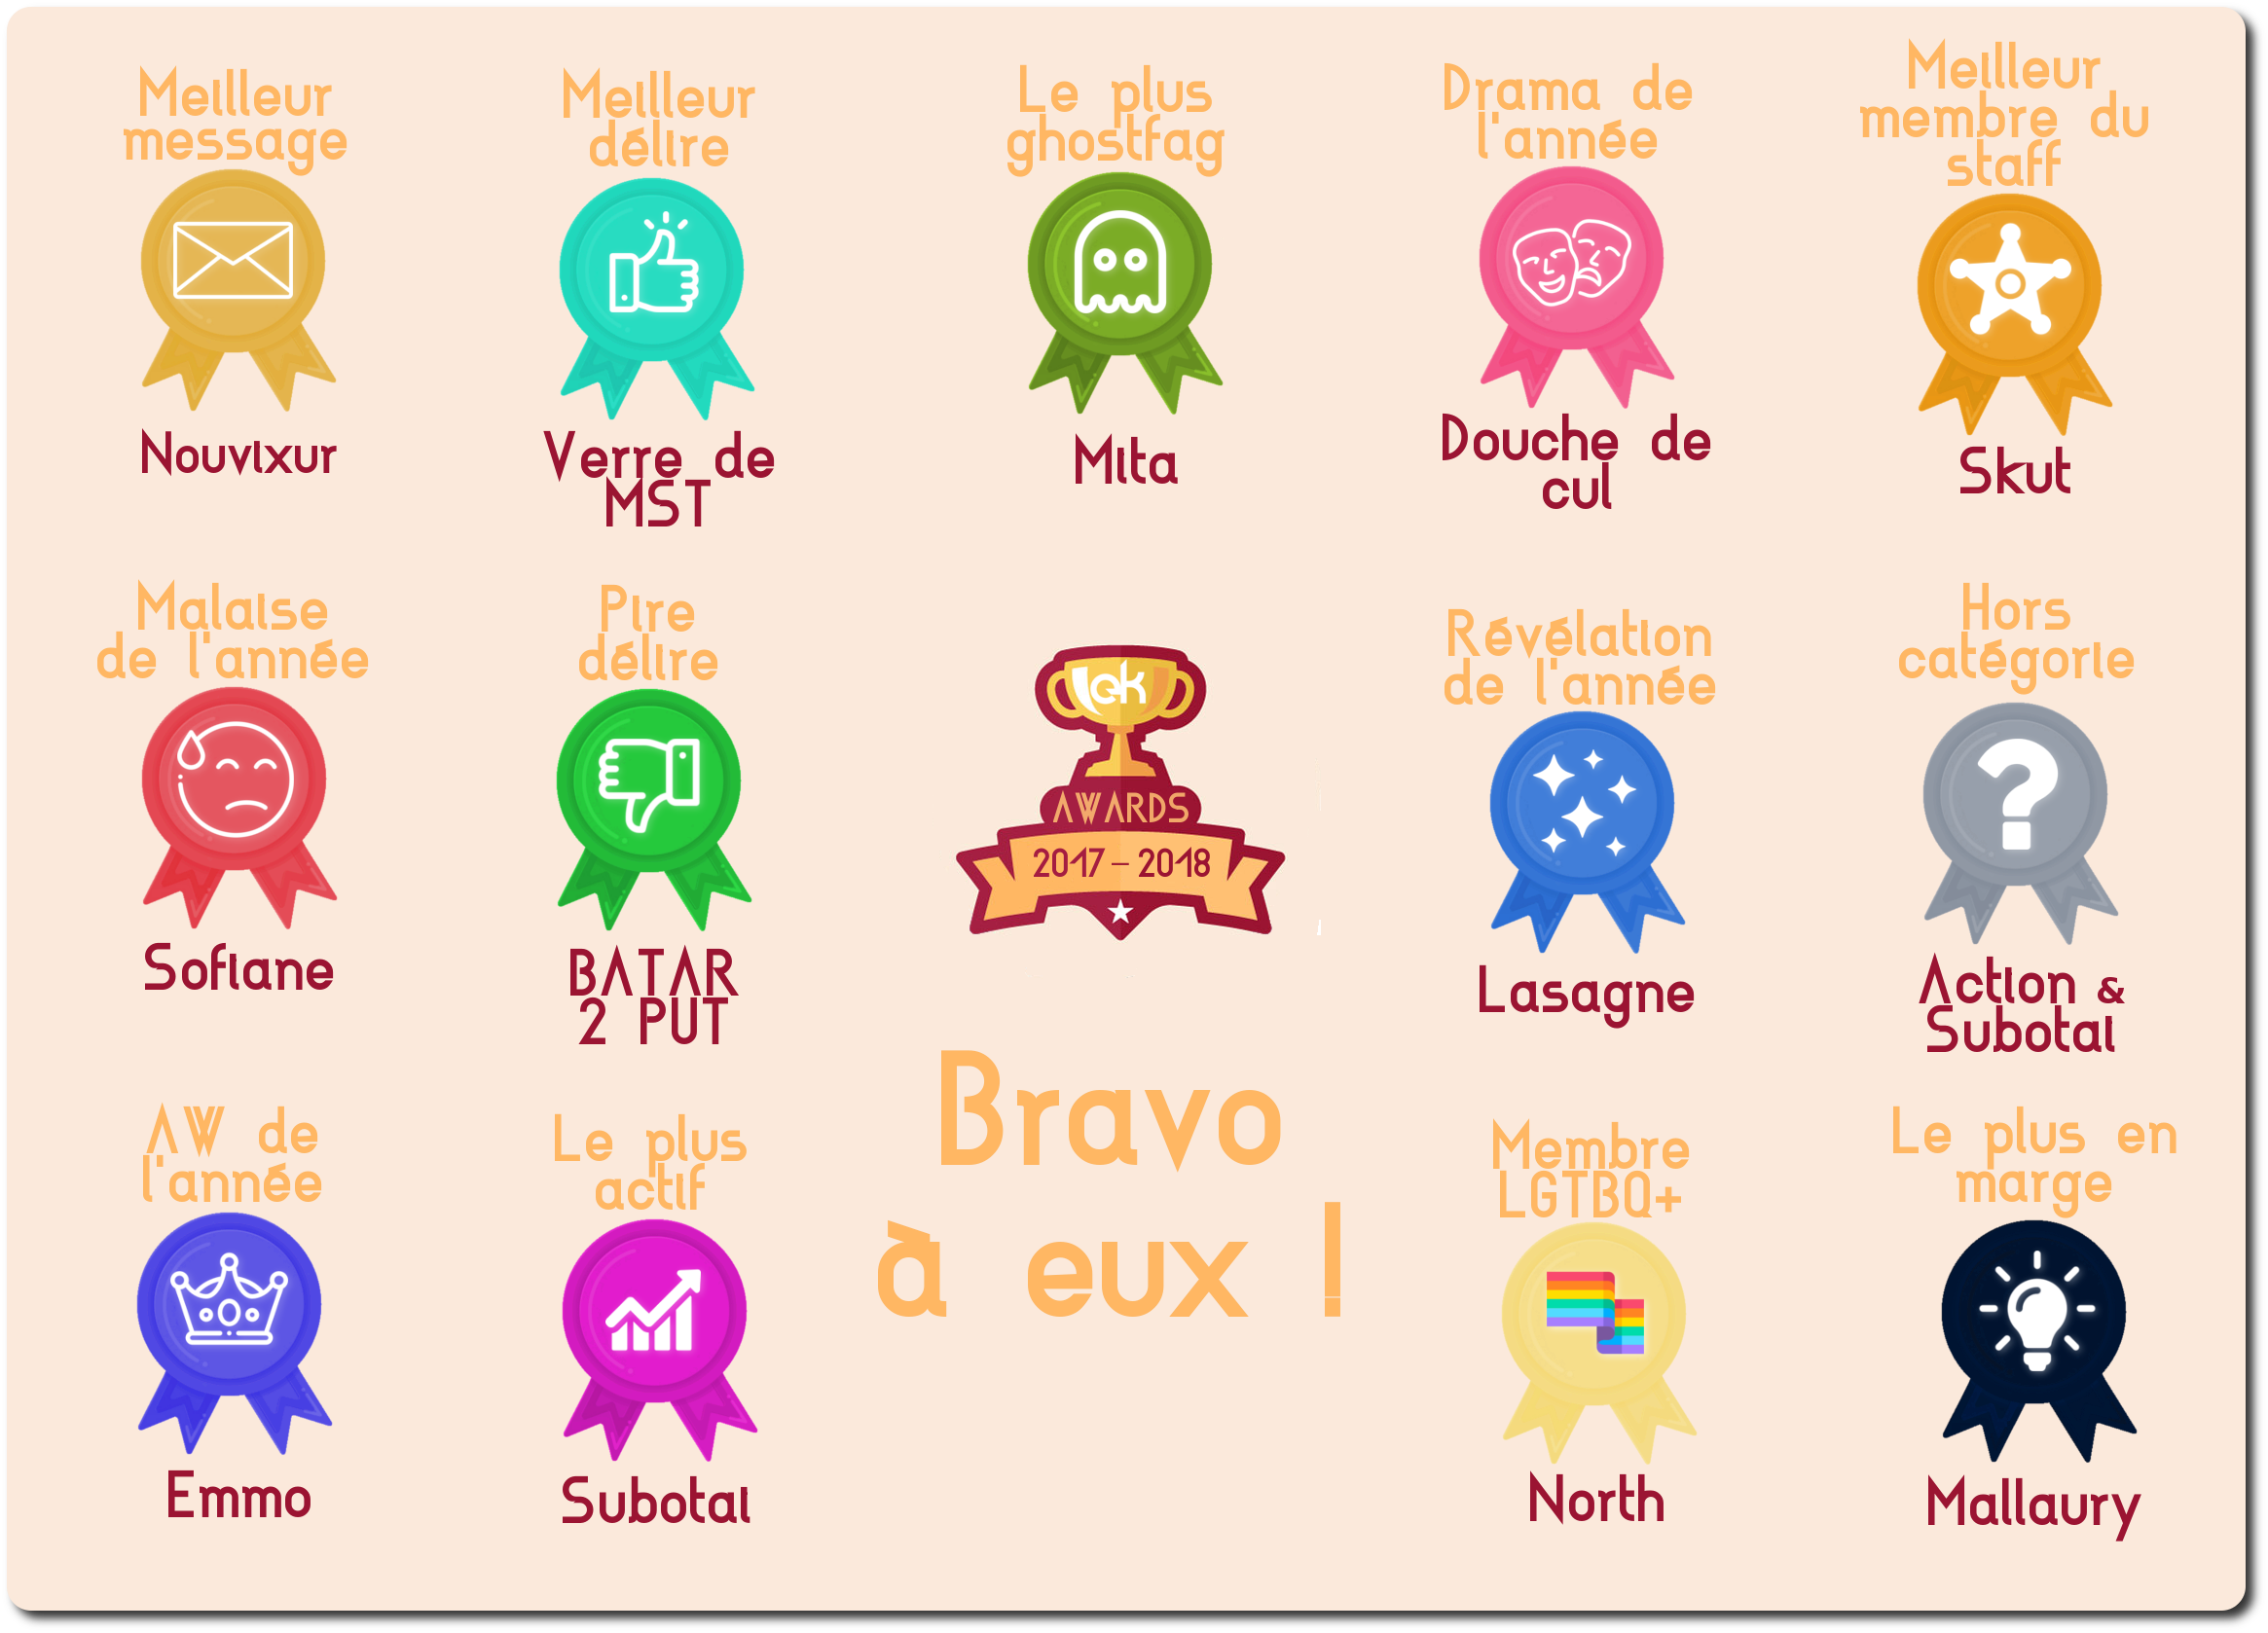 Meilleur
message
Nouvixur
Meilleur
délire
Verre de
MST
Le plus
ghostfag
Mita
Drama de
l'année
Douche de
cul
Meilleur
membre du
staff
Skut
Malaise
de l'année
Sofiane
Pire
délire
BATAR
2 PUT
ek
AWARDS
2017 – 2018
Révélation
de l'année
Lasagne
Hors
catégorie
Action &
Subotai
AW de
l'année
Emmo
Le plus
actif
Subotai
Bravo
à eux !
Membre
LGTBQ+
North
Le plus en
marge
Mallaury